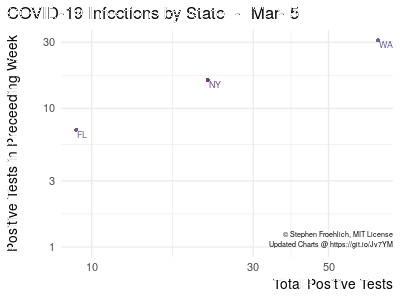 COVID-19 Infections by State - Mar 5
Positive Tests in Preceeding Week
30
10
3
1
WA
NY
FL
© Stephen Froehlich, MIT License
Updated Charts @ https://git.io/Jv7YM
10
30
50
Total Positive Tests